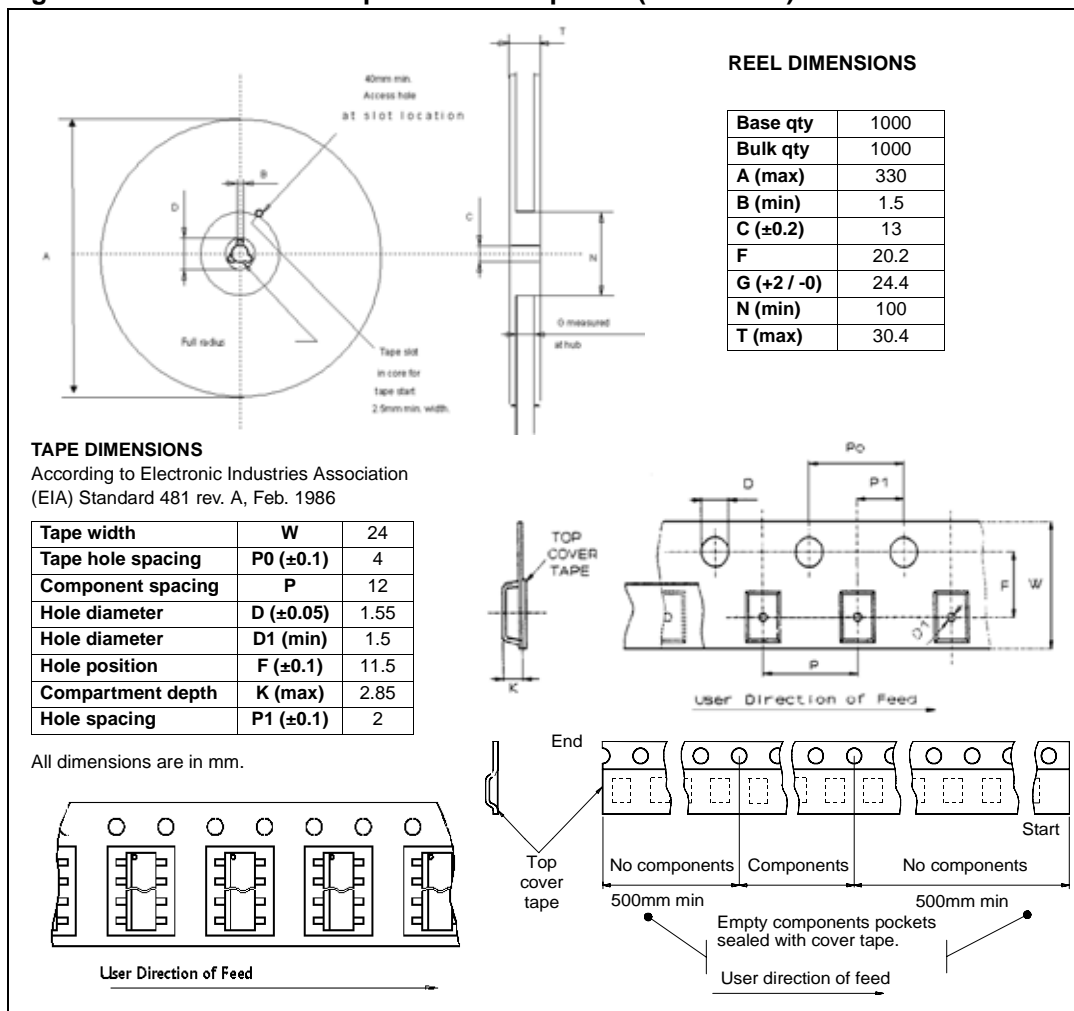 T
40mm min.
Access hole
at slot location
B
D
C
A
N
G measured
at hub
Full radius
Tape slot
in core for
tape start
2.5mm min. width.
REEL DIMENSIONS
Base qty 1000
Bulk qty 1000
A (max) 330
B (min) 1.5
C (±0.2) 13
F 20.2
G (+2 / -0) 24.4
N (min) 100
T (max) 30.4
TAPE DIMENSIONS
According to Electronic Industries Association
(EIA) Standard 481 rev. A, Feb. 1986
Tape width W 24
Tape hole spacing P0 (±0.1) 4
Component spacing P 12
Hole diameter D (±0.05) 1.55
Hole diameter D1 (min) 1.5
Hole position F (±0.1) 11.5
Compartment depth K (max) 2.85
Hole spacing P1 (±0.1) 2
All dimensions are in mm.
Po
D
P1
TOP
COVER
TAPE
F
W
D1
K
P
User Direction of Feed
End
Start
Top
cover
tape
No components
Components
No components
500mm min
500mm min
Empty components pockets
sealed with cover tape.
User direction of feed
User Direction of Feed